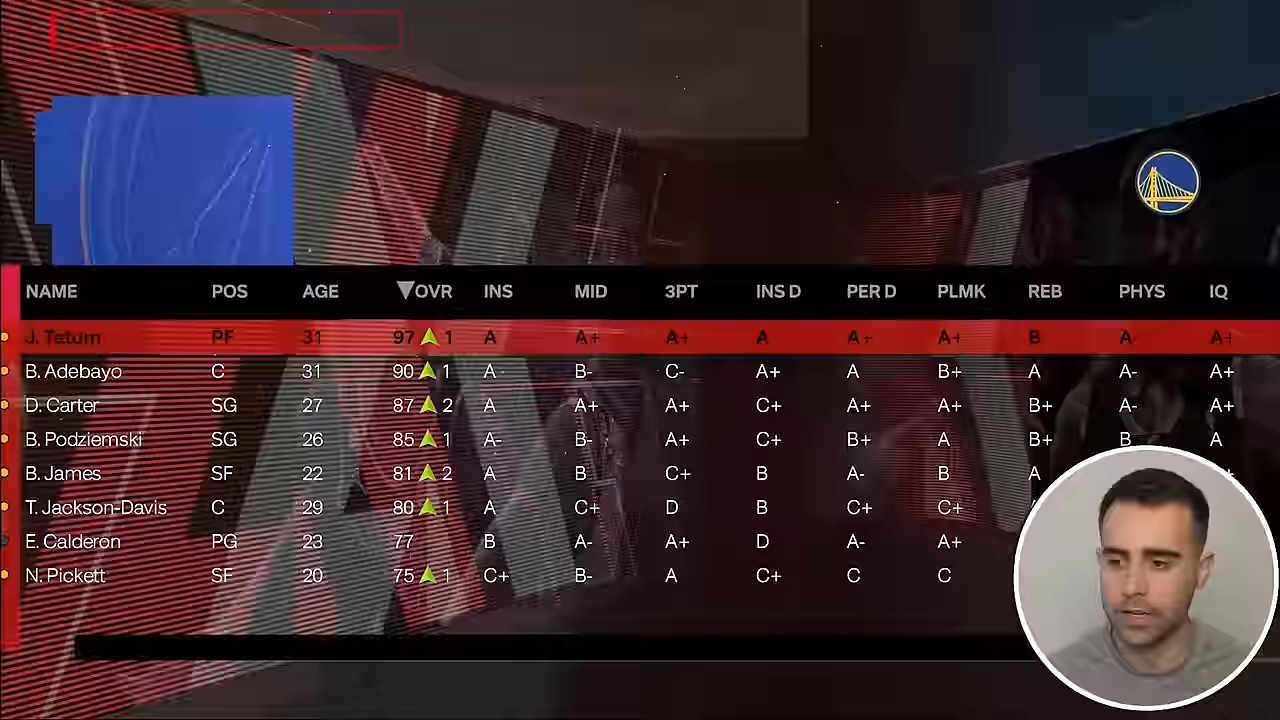 NAME POS AGE ▼OVR INS MID 3PT INS D PER D PLMK REB PHYS IQ
J. Tatum PF 31 97 ▲ 1 A A+ A+ A A+ A+ B A A+
B. Adebayo C 31 90 ▲ 1 A B- C- A+ A B+ A A- A+
D. Carter SG 27 87 ▲ 2 A A+ A+ C+ A+ A+ B+ A- A+
B. Podziemski SG 26 85 ▲ 1 A- B- A+ C+ B+ A B+ B A
B. James SF 22 81 ▲ 2 A B C+ B A- B A
T. Jackson-Davis C 29 80 ▲ 1 A C+ D B C+ C+
E. Calderon PG 23 77 B A- A+ D A- A+
N. Pickett SF 20 75 ▲ 1 C+ B- A C+ C C